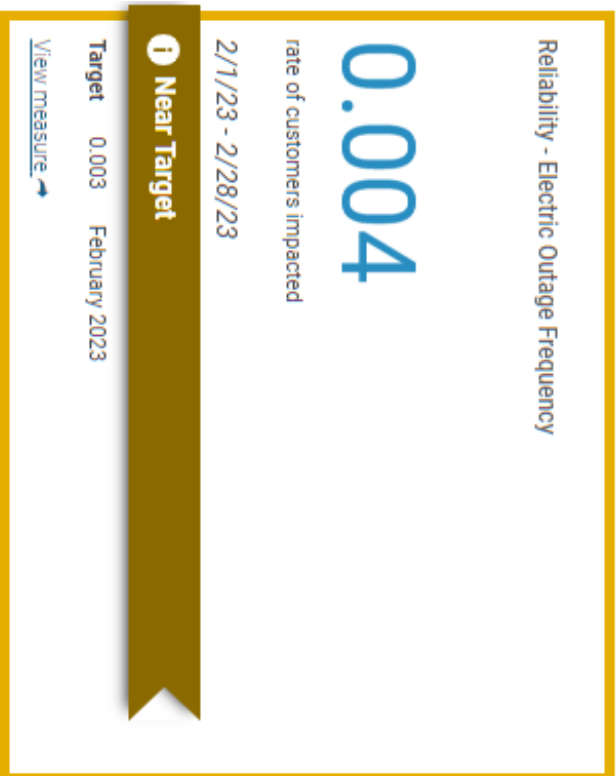 Reliability - Electric Outage Frequency
0.004
rate of customers impacted
2/1/23 - 2/28/23
Near Target
Target 0.003 February 2023
View measure